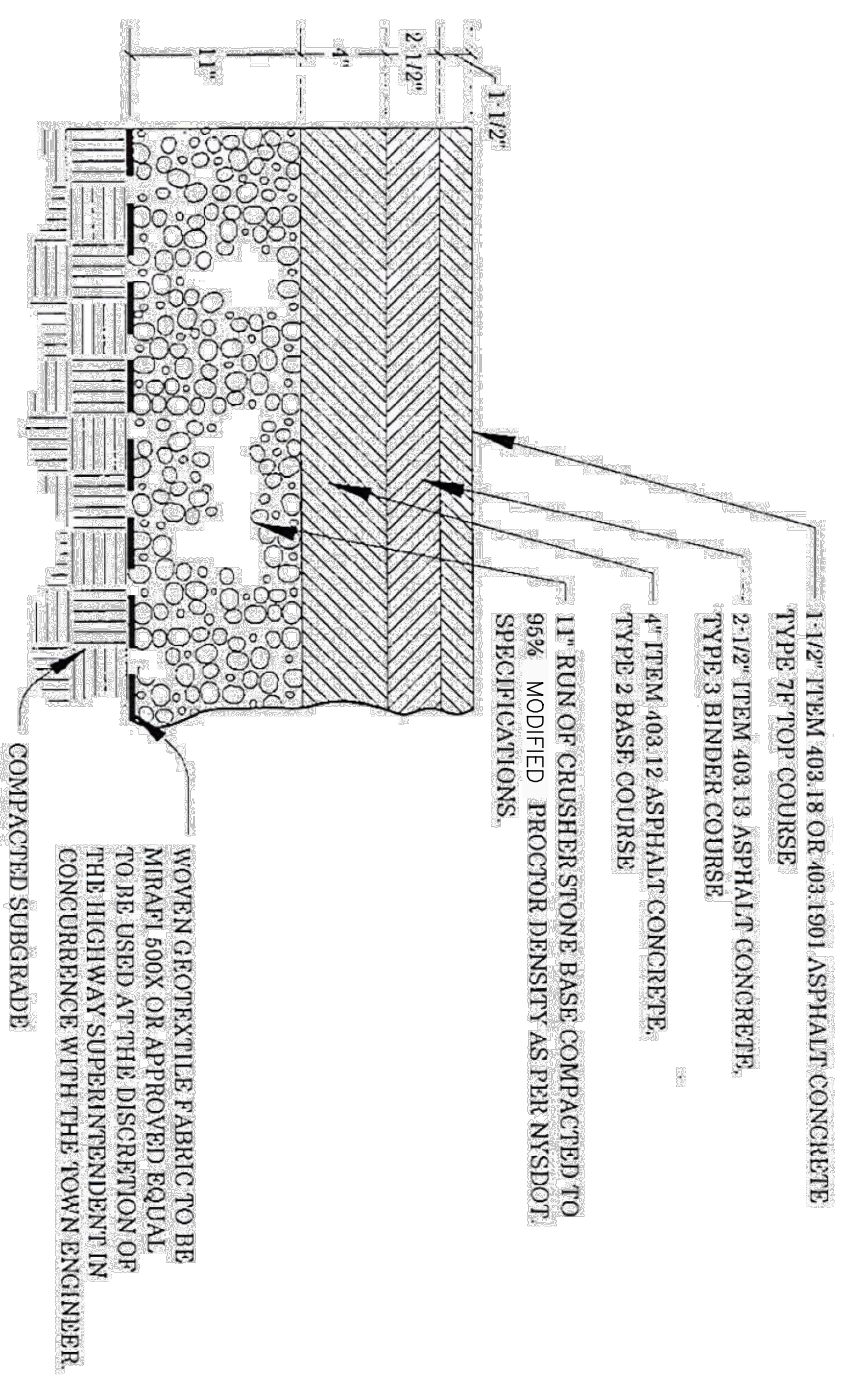 1-1/2" ITEM 403.18 OR 403.1901 ASPHALT CONCRETE
TYPE 7F TOP COURSE
2-1/2" ITEM 403.13 ASPHALT CONCRETE,
TYPE 3 BINDER COURSE
4" ITEM 403.12 ASPHALT CONCRETE,
TYPE 2 BASE COURSE
11" RUN OF CRUSHER STONE BASE COMPACTED TO
95% MODIFIED PROCTOR DENSITY AS PER NYSDOT
SPECIFICATIONS.
1-1/2"
2-1/2"
4"
11"
WOVEN GEOTEXTILE FABRIC TO BE
MIRAFI 500X OR APPROVED EQUAL
TO BE USED AT THE DISCRETION OF
THE HIGHWAY SUPERINTENDENT IN
CONCURRENCE WITH THE TOWN ENGINEER.
COMPACTED SUBGRADE